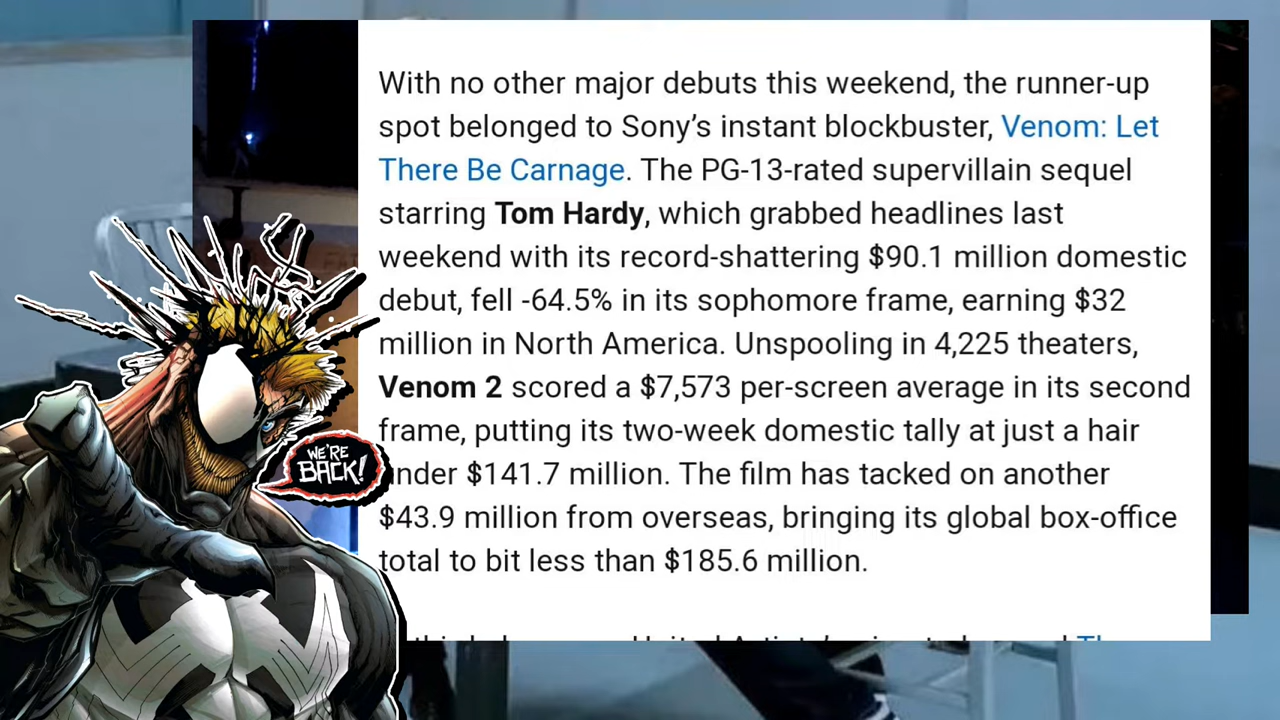 With no other major debuts this weekend, the runner-up
spot belonged to Sony’s instant blockbuster, Venom: Let
There Be Carnage. The PG-13-rated supervillain sequel
starring Tom Hardy, which grabbed headlines last
weekend with its record-shattering $90.1 million domestic
debut, fell -64.5% in its sophomore frame, earning $32
million in North America. Unspooling in 4,225 theaters,
Venom 2 scored a $7,573 per-screen average in its second
frame, putting its two-week domestic tally at just a hair
under $141.7 million. The film has tacked on another
$43.9 million from overseas, bringing its global box-office
total to bit less than $185.6 million.
WE'RE
BACK!